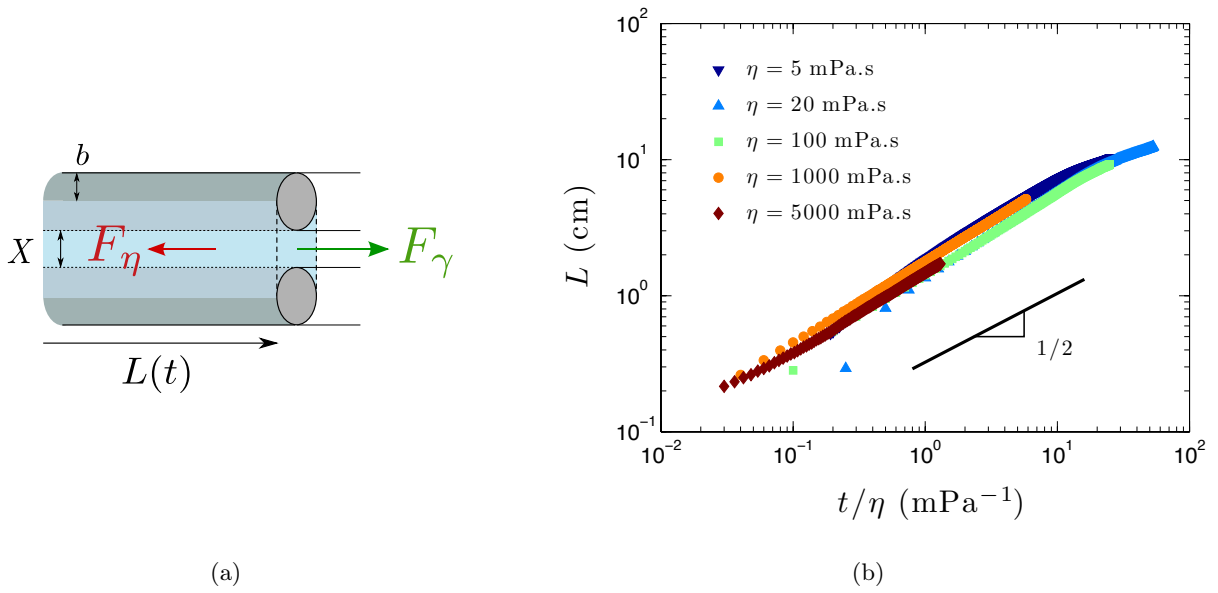 b
X
F_η
F_γ
L(t)
(a)
10^2
10^1
10^0
10^-1
L (cm)
η = 5 mPa.s
η = 20 mPa.s
η = 100 mPa.s
η = 1000 mPa.s
η = 5000 mPa.s
1/2
10^-2
10^-1
10^0
10^1
10^2
t/η (mPa^-1)
(b)